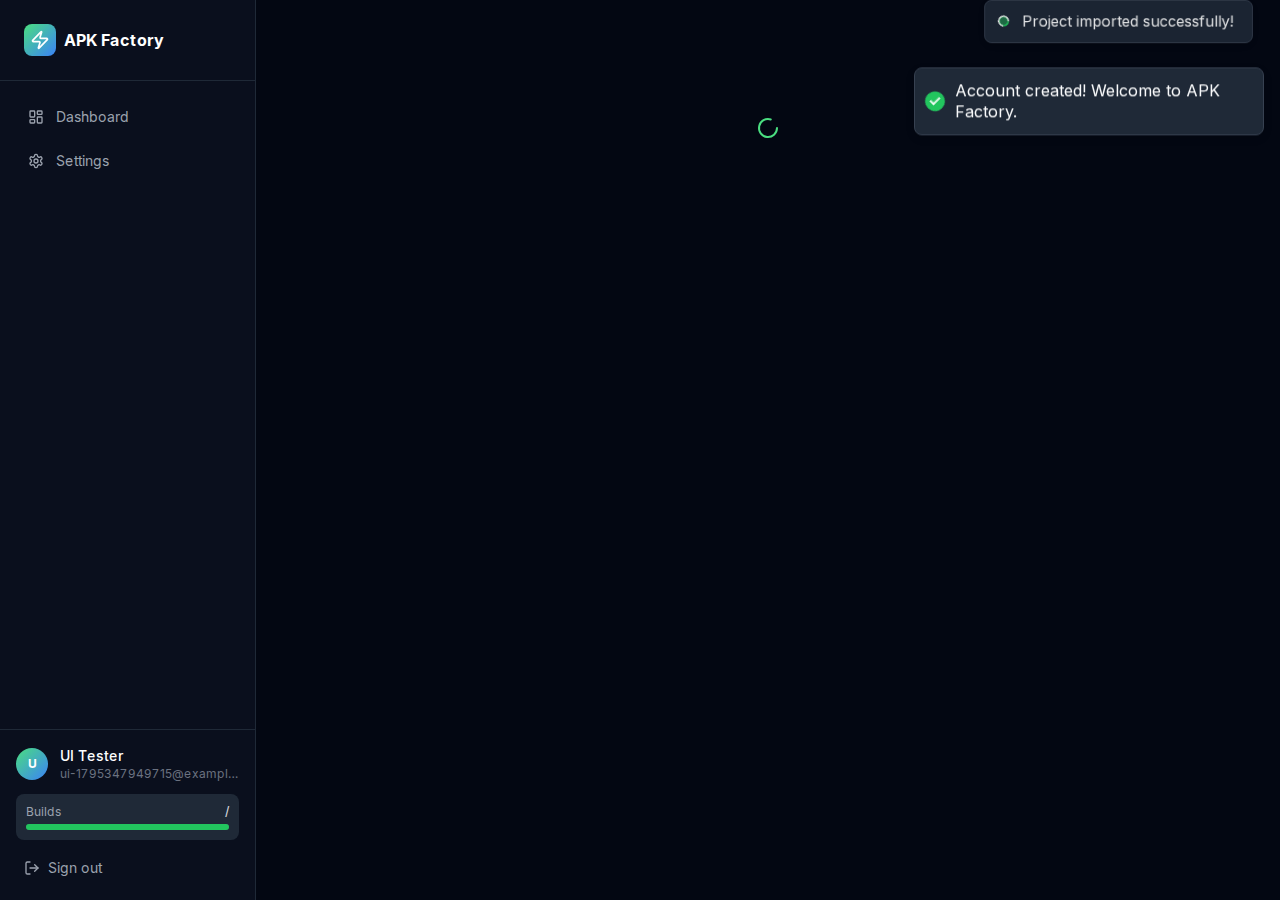 APK Factory
Project imported successfully!
Account created! Welcome to APK
Factory.
Dashboard
Settings
U
UI Tester
ui-1795347949715@exampl...
Builds /
Sign out